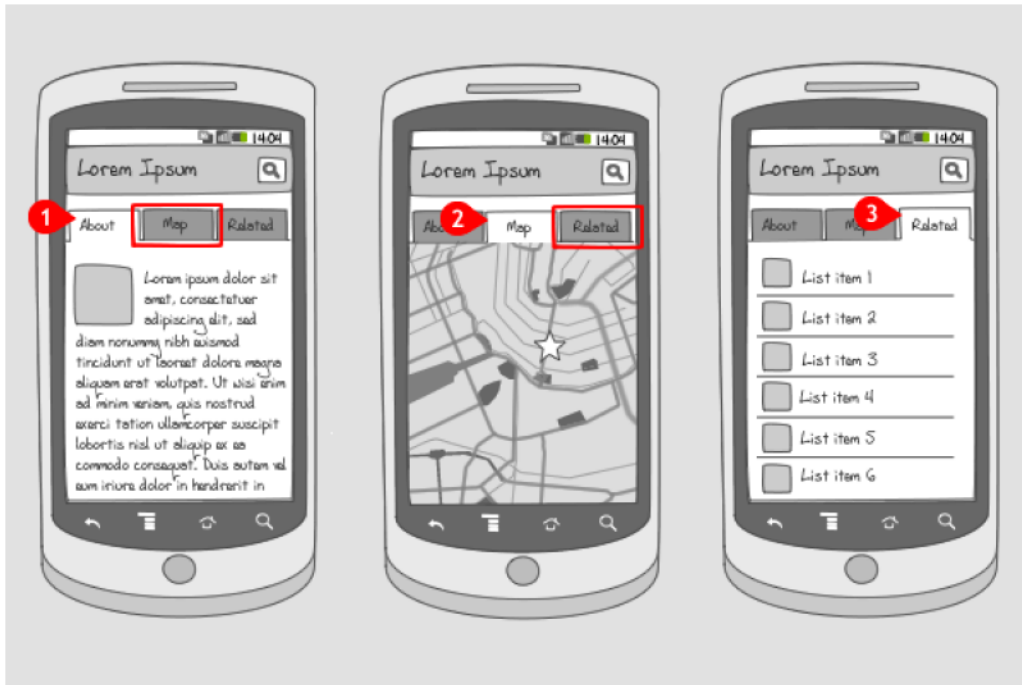 14:04
Lorem Ipsum
1
About Map Related
Lorem ipsum dolor sit
amet, consectetuer
adipiscing elit, sed
diam nonummy nibh euismod
tincidunt ut laoreet dolore magna
aliquam erat volutpat. Ut wisi enim
ad minim veniam, quis nostrud
exerci tation ullamcorper suscipit
lobortis nisl ut aliquip ex ea
commodo consequat. Duis autem vel
eum iriure dolor in hendrerit in
14:04
Lorem Ipsum
2
Map Related
14:04
Lorem Ipsum
3
About Map Related
List item 1
List item 2
List item 3
List item 4
List item 5
List item 6